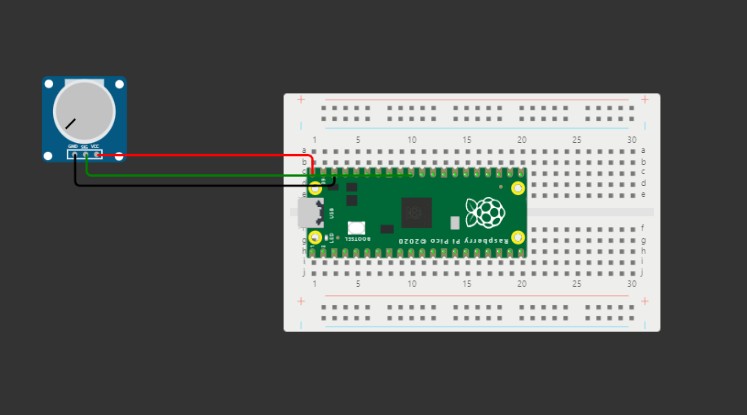 GND SIG VCC
1 5 10 15 20 25 30
a a
b b
c c
d d
e e
USB
LED
BOOTSEL
Raspberry Pi Pico ©2020
f f
g g
h h
i i
j j
1 5 10 15 20 25 30